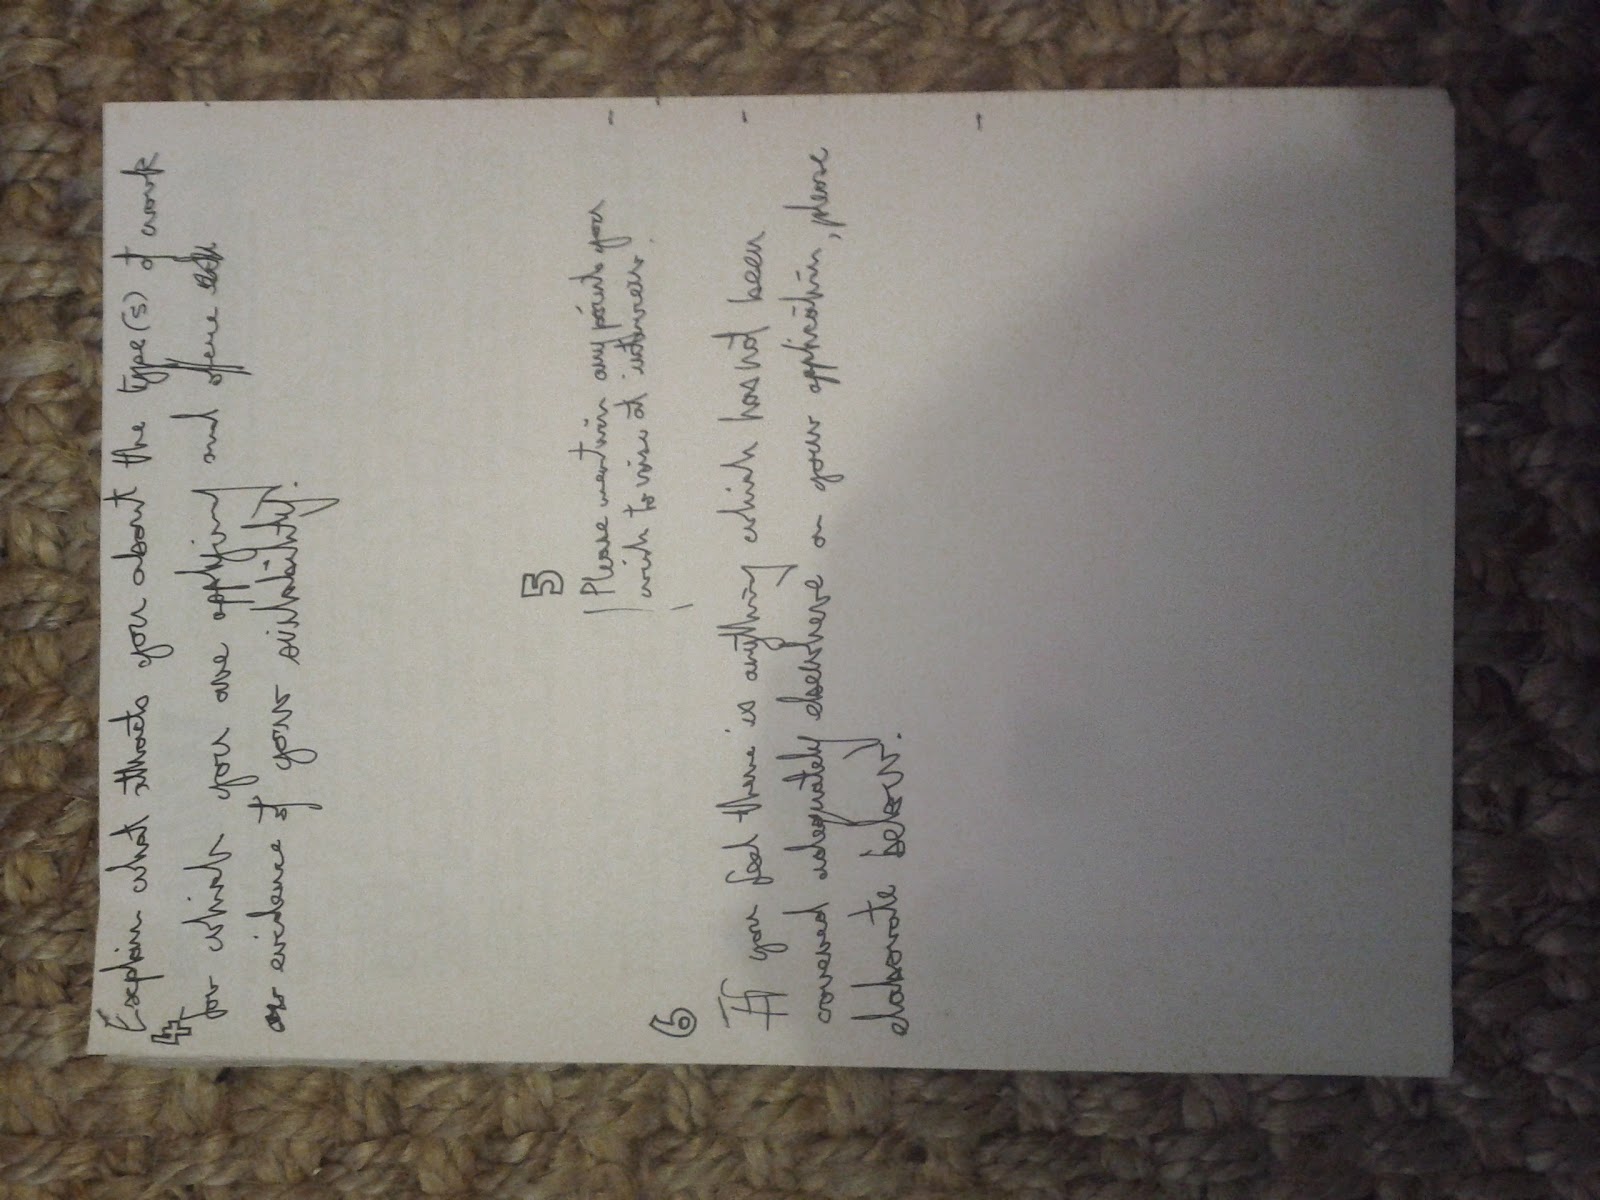 Explain what attracts you about the type(s) of work
4
for which you are applying and offer
evidence of your suitability.
5
Please mention any points you
wish to raise at interview.
6
If you feel there is anything which has not been
covered adequately elsewhere on your application, please
elaborate below.